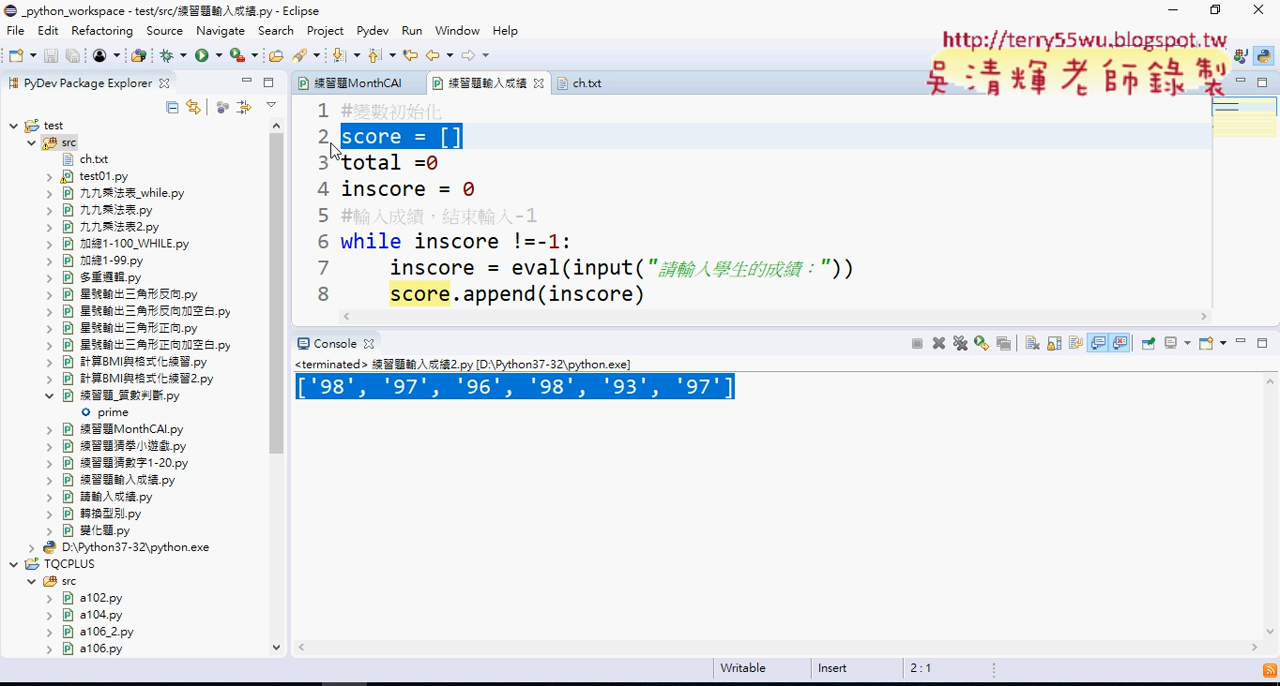 _python_workspace - test/src/練習題輸入成績.py - Eclipse
File Edit Refactoring Source Navigate Search Project Pydev Run Window Help
http://terry55wu.blogspot.tw
吳清輝老師錄製
PyDev Package Explorer
練習題MonthCAI 練習題輸入成績 ch.txt
test
src
ch.txt
test01.py
九九乘法表_while.py
九九乘法表.py
九九乘法表2.py
加總1-100_WHILE.py
加總1-99.py
多重邏輯.py
星號輸出三角形反向.py
星號輸出三角形反向加空白.py
星號輸出三角形正向.py
星號輸出三角形正向加空白.py
計算BMI與格式化練習.py
計算BMI與格式化練習2.py
練習題_質數判斷.py
prime
練習題MonthCAI.py
練習題猜拳小遊戲.py
練習題猜數字1-20.py
練習題輸入成績.py
請輸入成績.py
轉換型別.py
變化題.py
D:\Python37-32\python.exe
TQCPLUS
src
a102.py
a104.py
a106_2.py
a106.py
1 #變數初始化
2 score = []
3 total =0
4 inscore = 0
5 #輸入成績，結束輸入-1
6 while inscore !=-1:
7 inscore = eval(input("請輸入學生的成績："))
8 score.append(inscore)
Console
<terminated> 練習題輸入成績2.py [D:\Python37-32\python.exe]
['98', '97', '96', '98', '93', '97']
Writable Insert 2 : 1